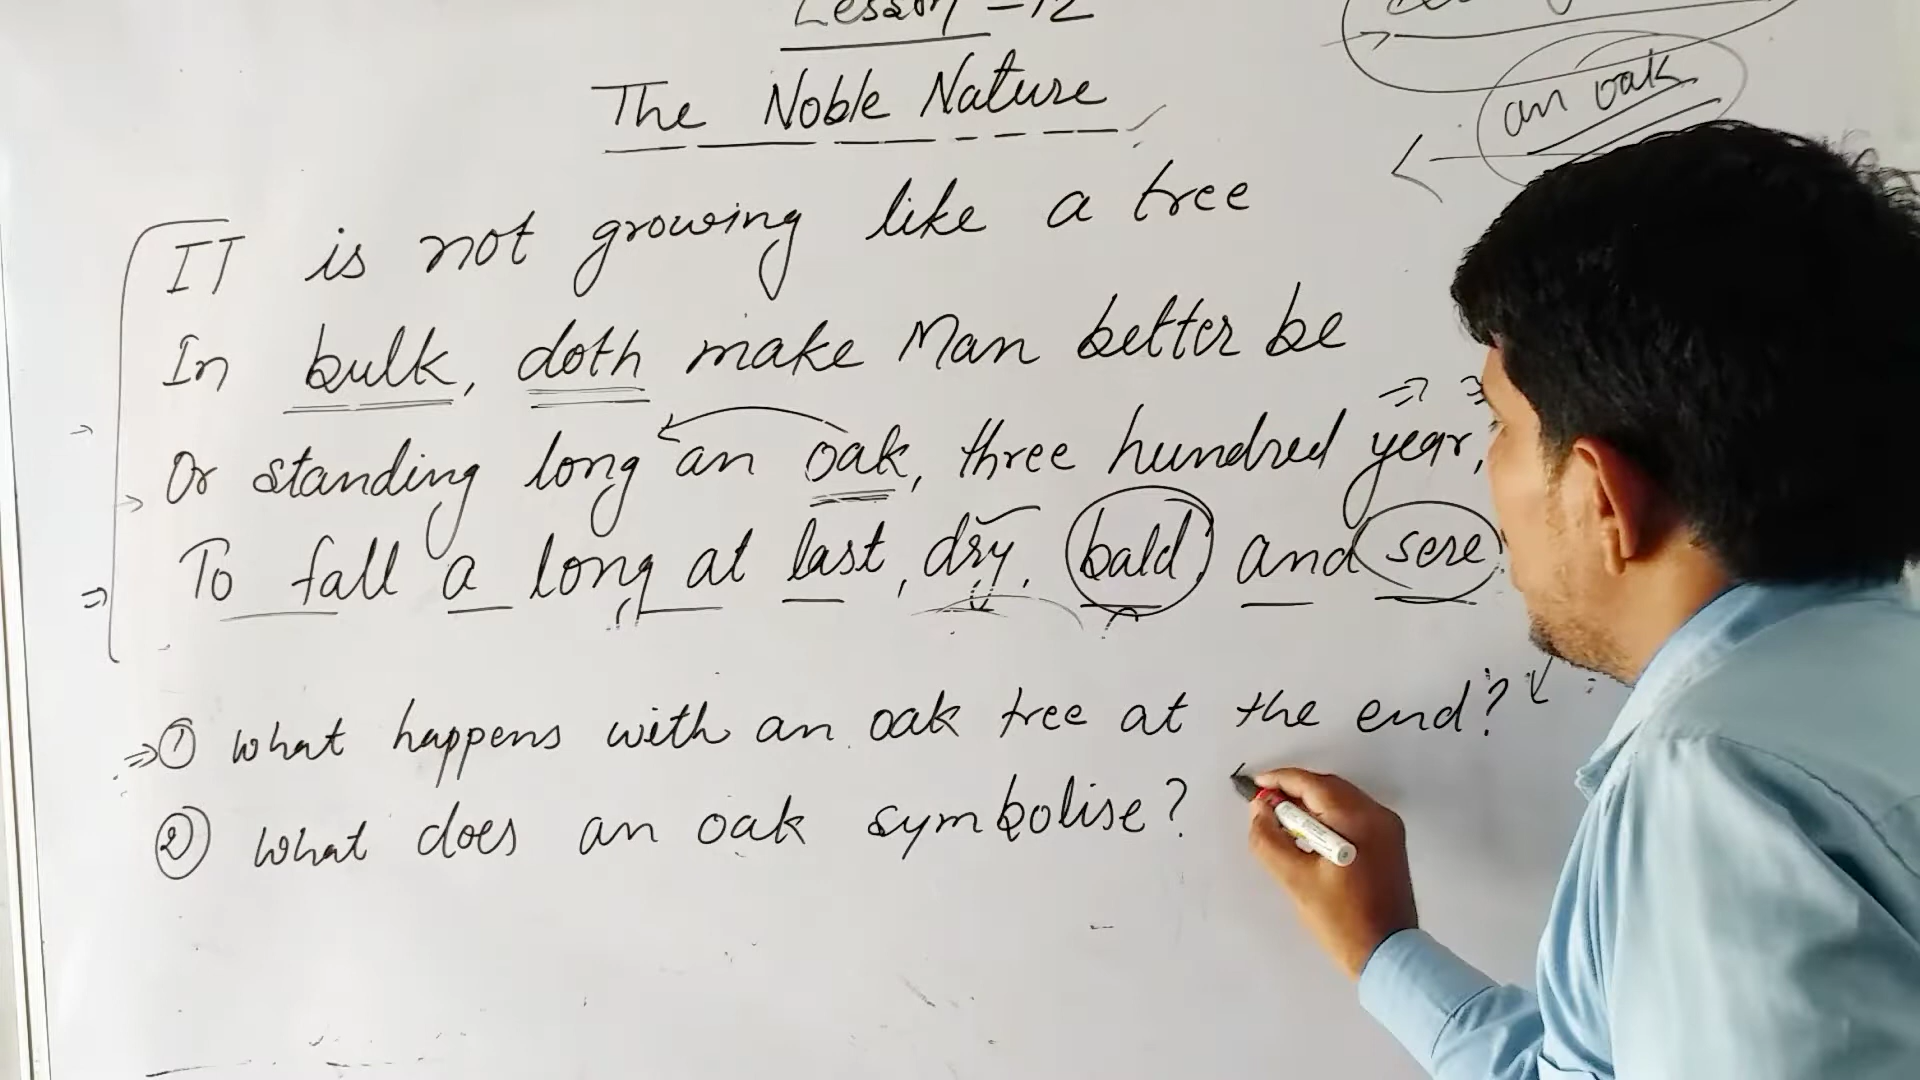 Lesson - 12
The Noble Nature
an oak
IT is not growing like a tree
In bulk, doth make Man better be
Or standing long an oak, three hundred year,
To fall a long at last, dry, bald, and sere
① What happens with an oak tree at the end?
② What does an oak symbolise?